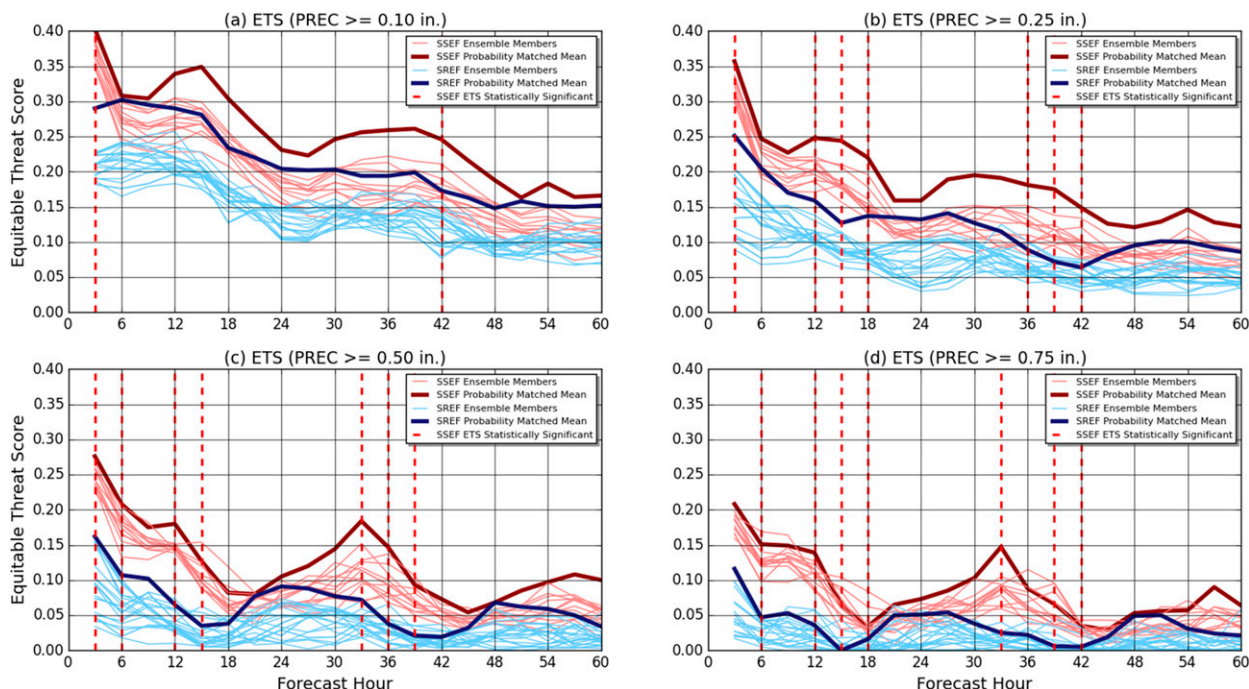 (a) ETS (PREC >= 0.10 in.)
0.40
0.35
0.30
0.25
0.20
0.15
0.10
0.05
0.00
Equitable Threat Score
SSEF Ensemble Members
SSEF Probability Matched Mean
SREF Ensemble Members
SREF Probability Matched Mean
SSEF ETS Statistically Significant
0 6 12 18 24 30 36 42 48 54 60
(b) ETS (PREC >= 0.25 in.)
0.40
0.35
0.30
0.25
0.20
0.15
0.10
0.05
0.00
SSEF Ensemble Members
SSEF Probability Matched Mean
SREF Ensemble Members
SREF Probability Matched Mean
SSEF ETS Statistically Significant
0 6 12 18 24 30 36 42 48 54 60
(c) ETS (PREC >= 0.50 in.)
0.40
0.35
0.30
0.25
0.20
0.15
0.10
0.05
0.00
Equitable Threat Score
SSEF Ensemble Members
SSEF Probability Matched Mean
SREF Ensemble Members
SREF Probability Matched Mean
SSEF ETS Statistically Significant
0 6 12 18 24 30 36 42 48 54 60
Forecast Hour
(d) ETS (PREC >= 0.75 in.)
0.40
0.35
0.30
0.25
0.20
0.15
0.10
0.05
0.00
SSEF Ensemble Members
SSEF Probability Matched Mean
SREF Ensemble Members
SREF Probability Matched Mean
SSEF ETS Statistically Significant
0 6 12 18 24 30 36 42 48 54 60
Forecast Hour